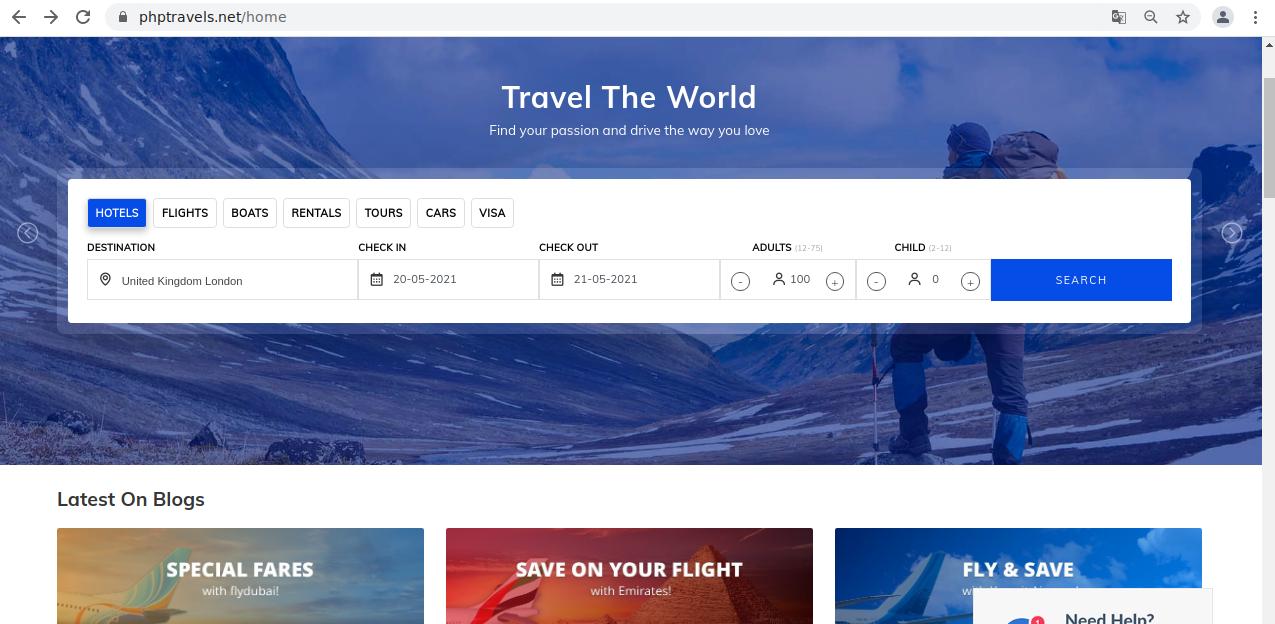 phptravels.net/home
Travel The World
Find your passion and drive the way you love
HOTELS FLIGHTS BOATS RENTALS TOURS CARS VISA
DESTINATION CHECK IN CHECK OUT ADULTS (12-75) CHILD (2-12)
United Kingdom London 20-05-2021 21-05-2021 - 100 + - 0 + SEARCH
Latest On Blogs
SPECIAL FARES SAVE ON YOUR FLIGHT FLY & SAVE
with flydubai! with Emirates!
Need Help?
1